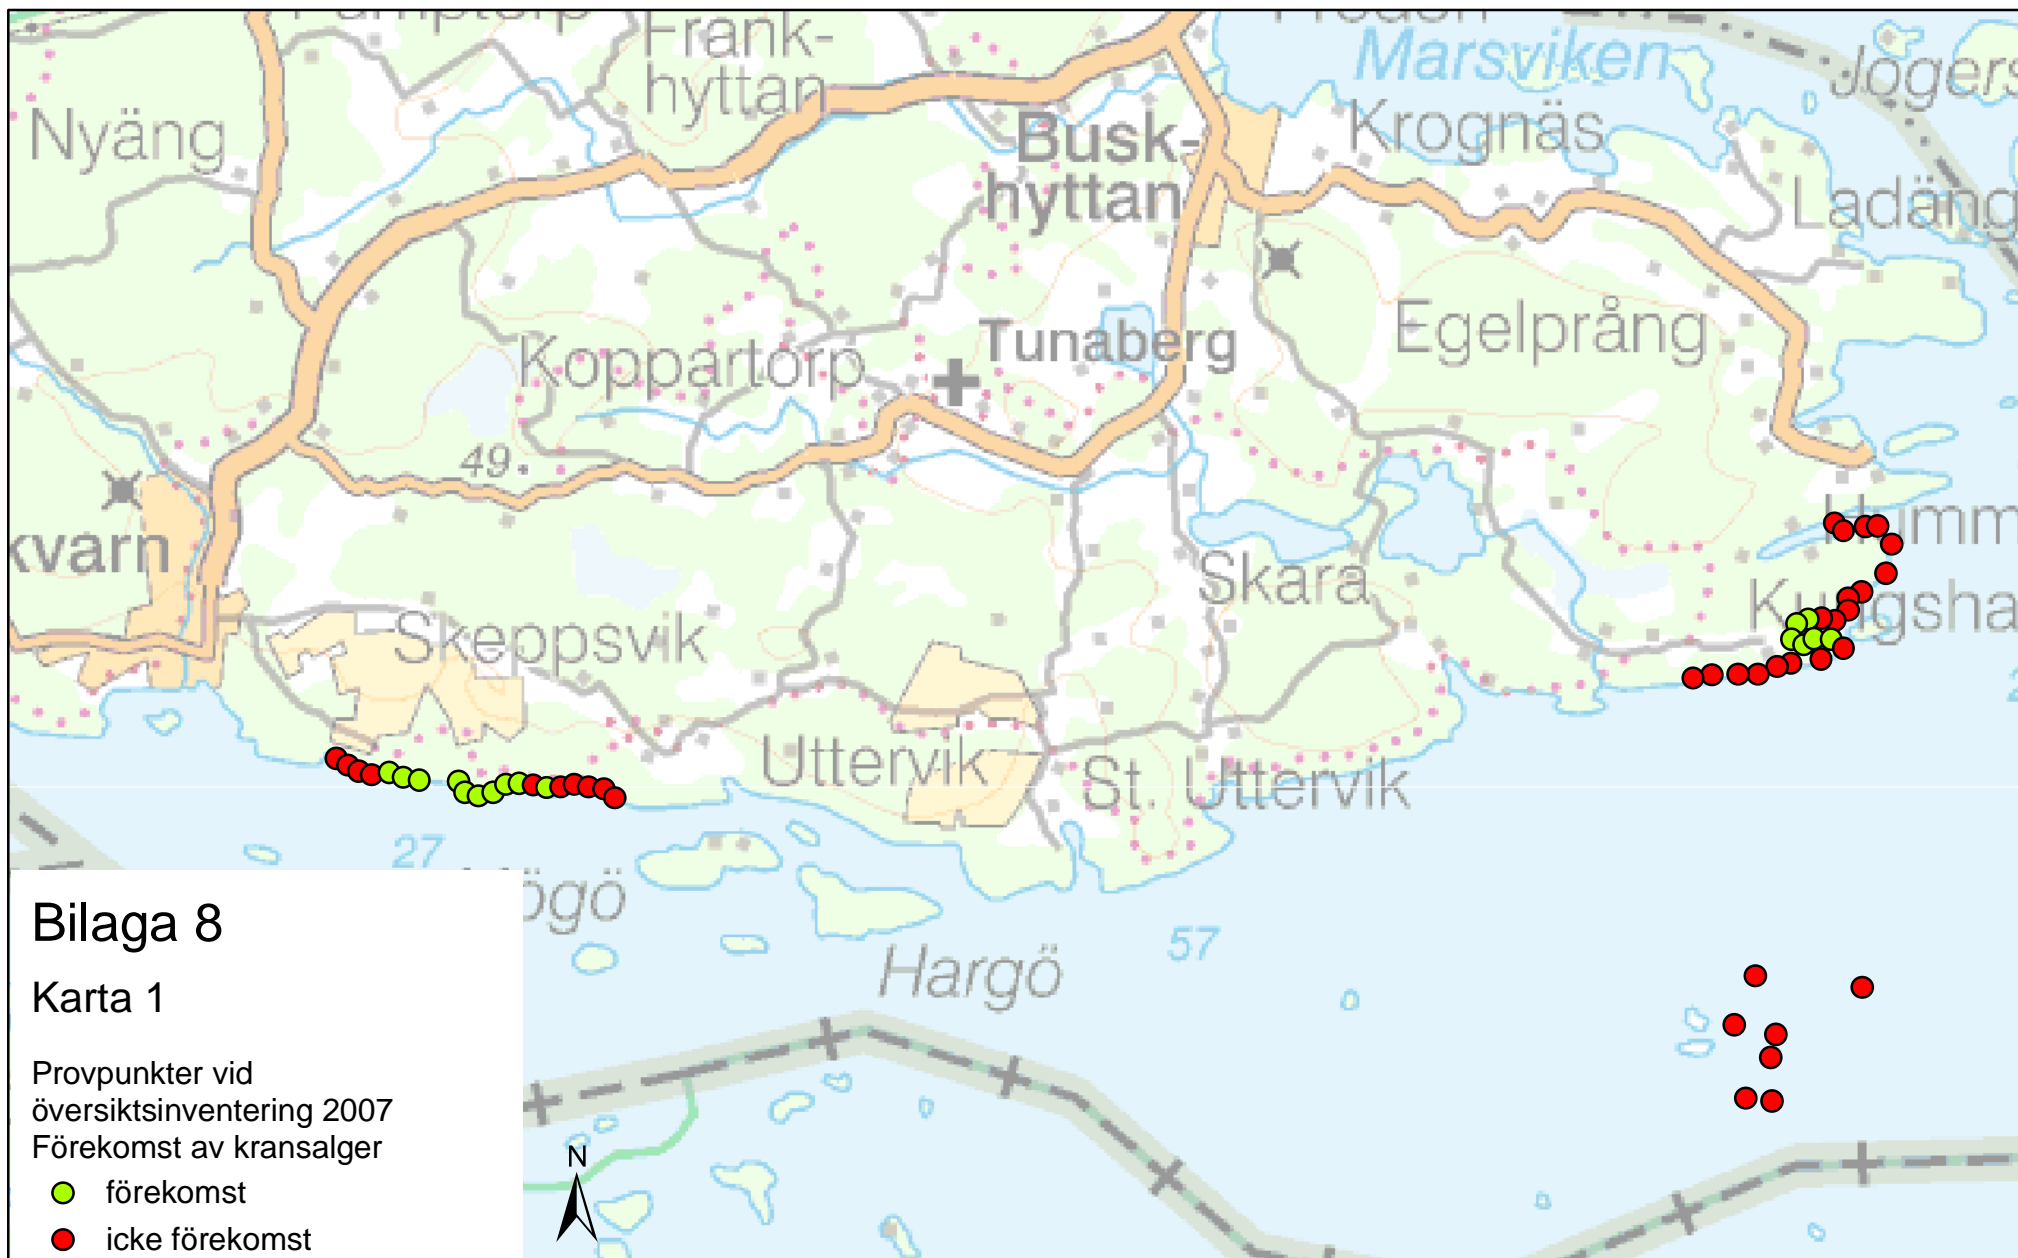 Frank-
hyttan
Marsviken
Nyäng
Busk-
hyttan
Krognäs
Ladäng
Egelprång
Tunaberg
Koppartorp
49
kvarn
Skara
Skeppsvik
Uttervik
St. Uttervik
27
57
Hargö
Bilaga 8
Karta 1
Provpunkter vid
översiktsinventering 2007
Förekomst av kransalger
förekomst
icke förekomst
N